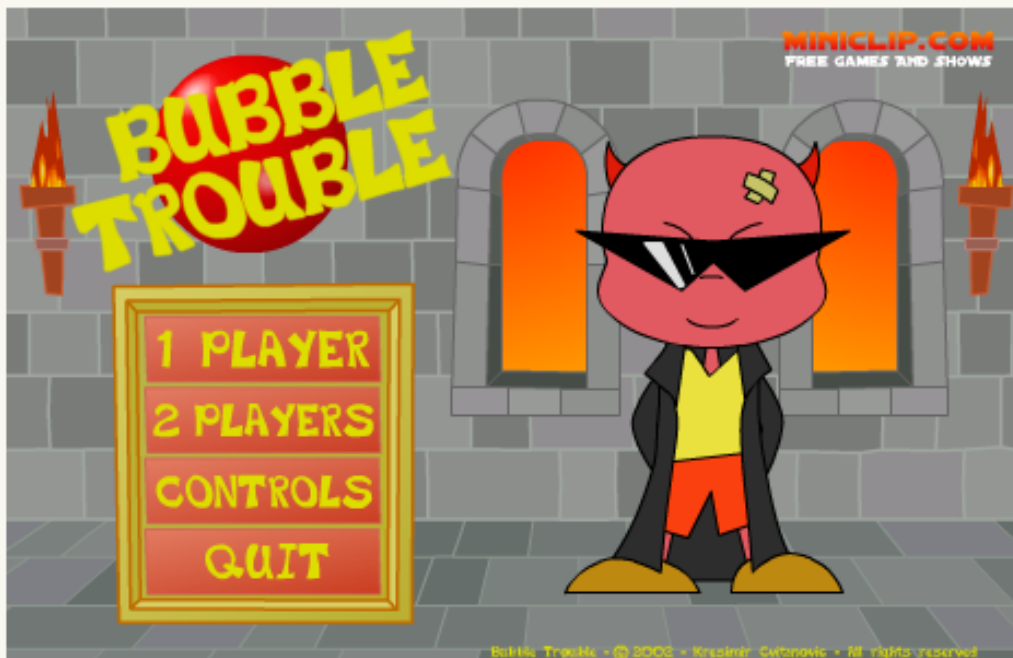 MINICLIP.COM
FREE GAMES AND SHOWS
BUBBLE
TROUBLE
1 PLAYER
2 PLAYERS
CONTROLS
QUIT
Bubble Trouble - © 2002 - Kresimir Cvitanovic - All rights reserved